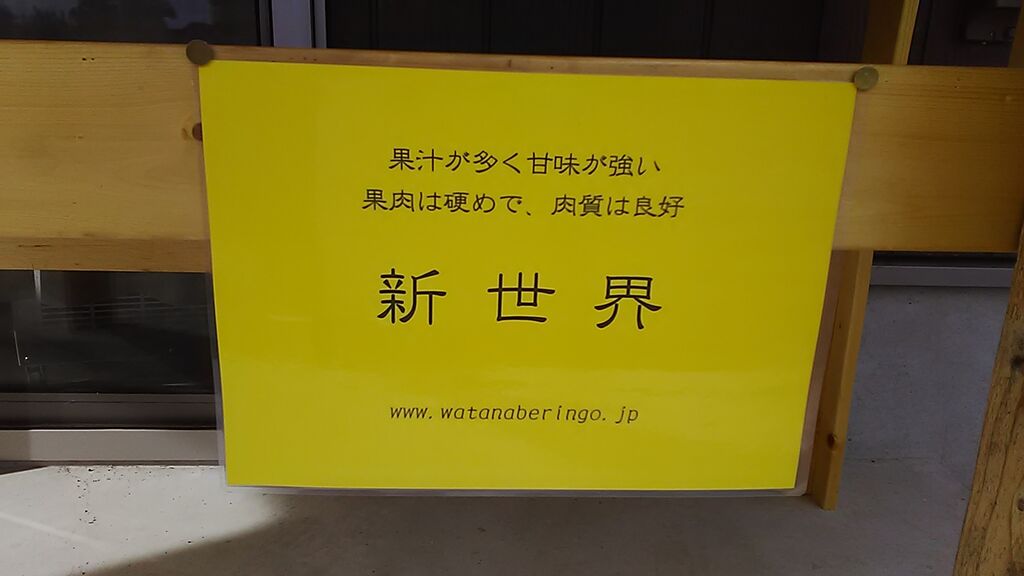 果汁が多く甘味が強い
果肉は硬めで、肉質は良好
新世界
www.watanaberingo.jp